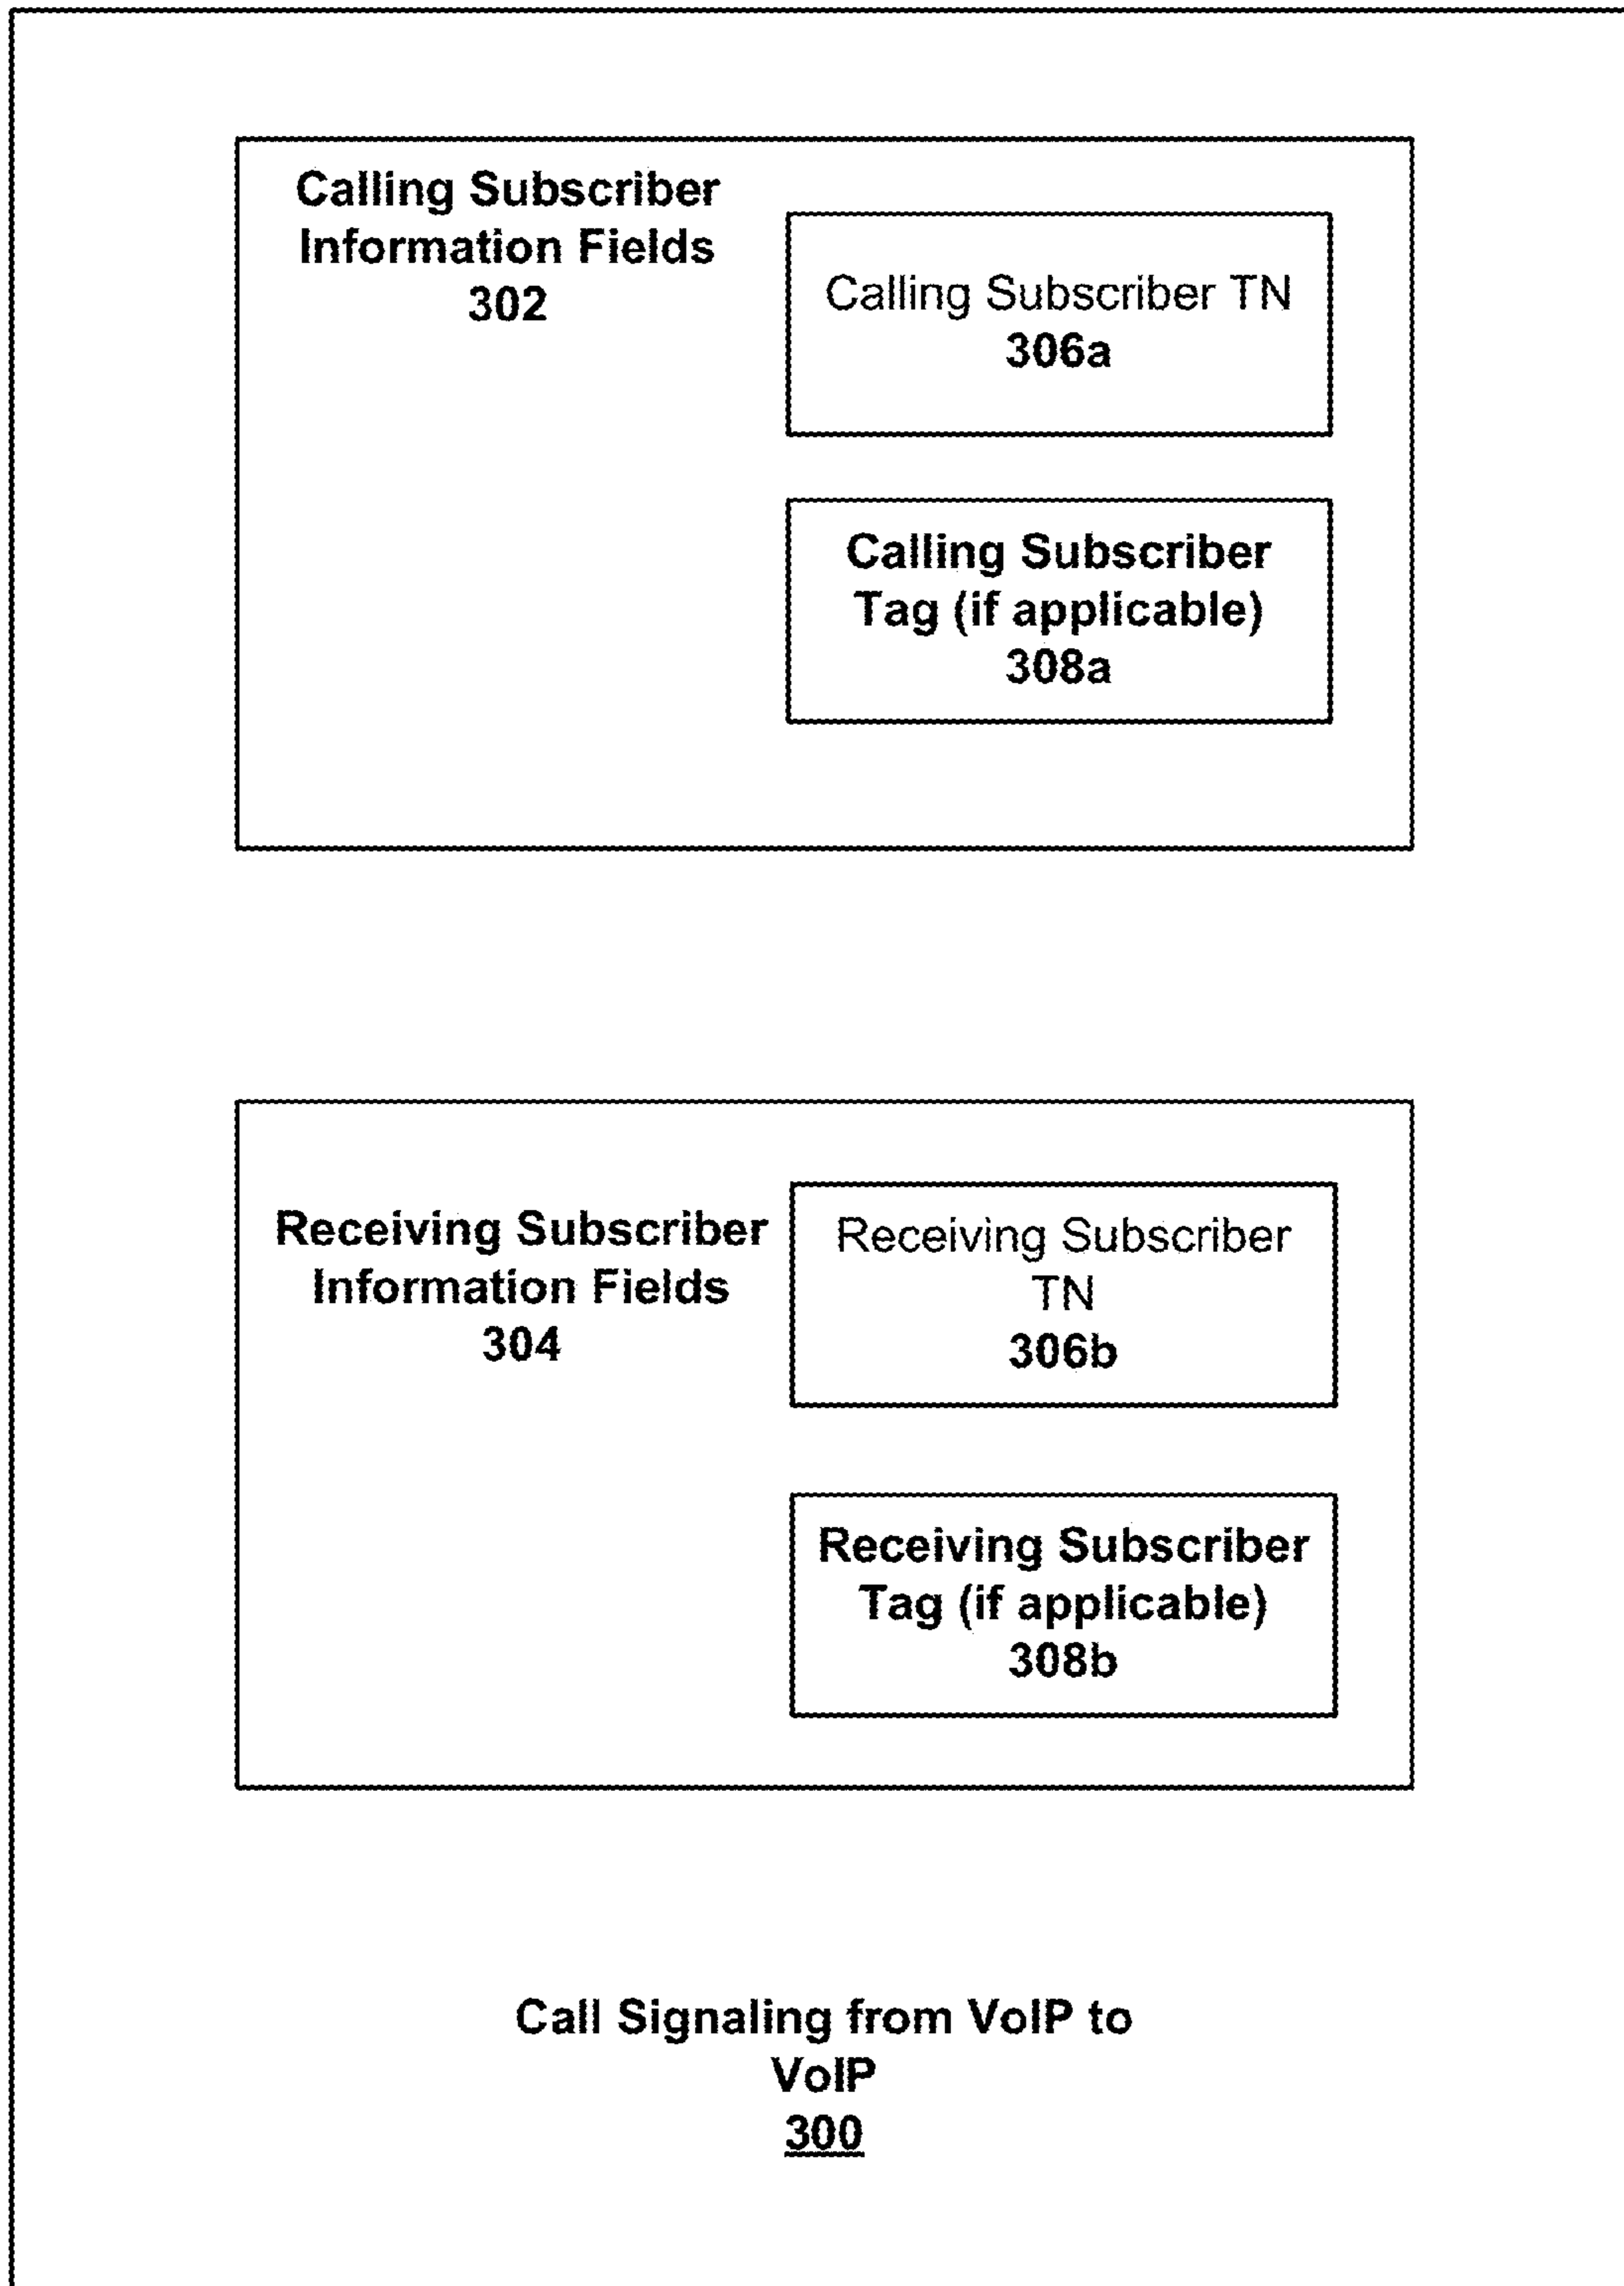 Calling Subscriber
Information Fields
302
Calling Subscriber TN
306a
Calling Subscriber
Tag (if applicable)
308a
Receiving Subscriber
Information Fields
304
Receiving Subscriber
TN
306b
Receiving Subscriber
Tag (if applicable)
308b
Call Signaling from VoIP to
VoIP
300